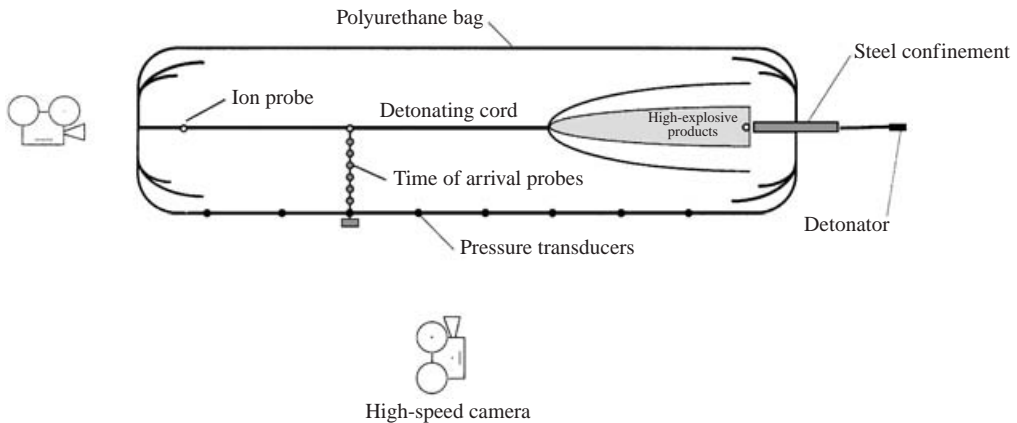 Polyurethane bag
Steel confinement
Ion probe
Detonating cord
High-explosive
products
Time of arrival probes
Detonator
Pressure transducers
High-speed camera